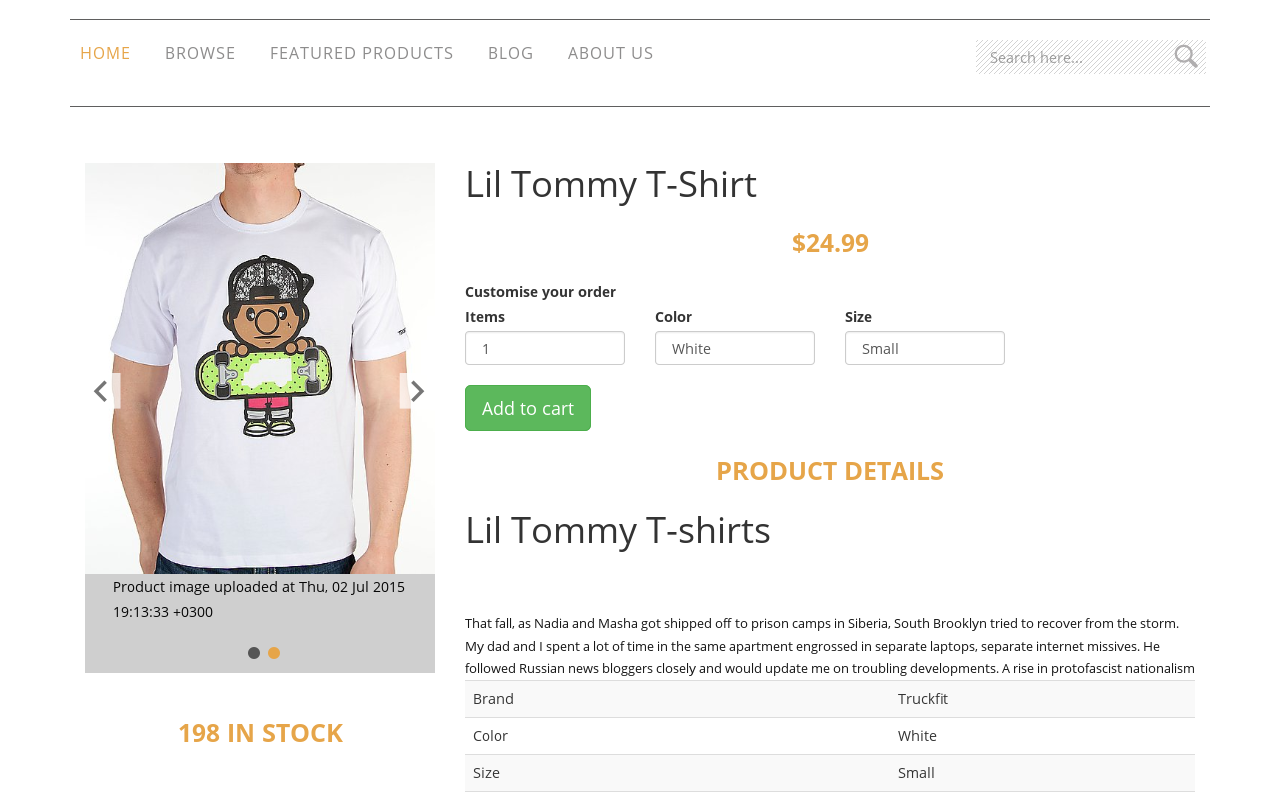 HOME BROWSE FEATURED PRODUCTS BLOG ABOUT US Search here...
Lil Tommy T-Shirt
$24.99
Customise your order
Items Color Size
1 White Small
Add to cart
PRODUCT DETAILS
Lil Tommy T-shirts
Product image uploaded at Thu, 02 Jul 2015
19:13:33 +0300
198 IN STOCK
That fall, as Nadia and Masha got shipped off to prison camps in Siberia, South Brooklyn tried to recover from the storm.
My dad and I spent a lot of time in the same apartment engrossed in separate laptops, separate internet missives. He
followed Russian news bloggers closely and would update me on troubling developments. A rise in protofascist nationalism
Brand Truckfit
Color White
Size Small